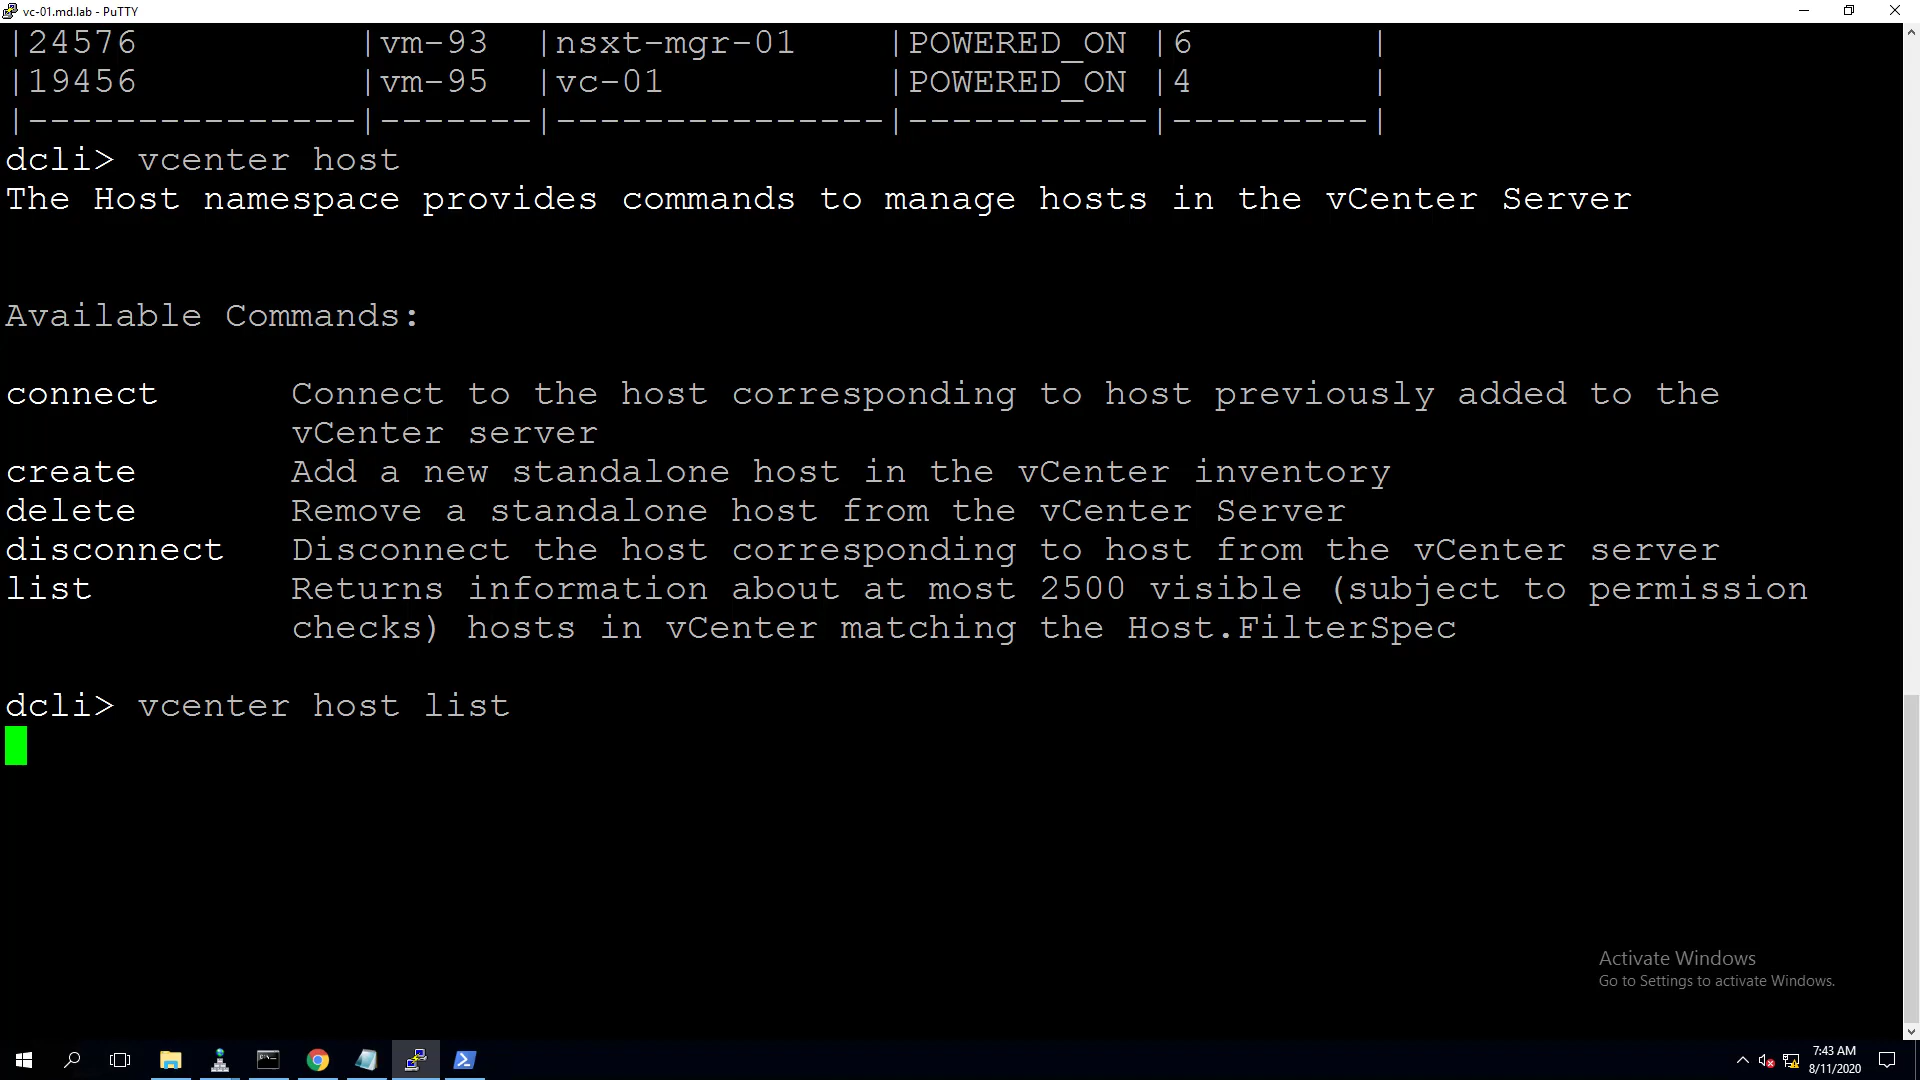 vc-01.md.lab - PuTTY
|24576 |vm-93 |nsxt-mgr-01 |POWERED_ON |6 |
|19456 |vm-95 |vc-01 |POWERED_ON |4 |
|---------------|-------|---------------|-----------|---------|
dcli> vcenter host
The Host namespace provides commands to manage hosts in the vCenter Server
Available Commands:
connect Connect to the host corresponding to host previously added to the
vCenter server
create Add a new standalone host in the vCenter inventory
delete Remove a standalone host from the vCenter Server
disconnect Disconnect the host corresponding to host from the vCenter server
list Returns information about at most 2500 visible (subject to permission
checks) hosts in vCenter matching the Host.FilterSpec
dcli> vcenter host list
Activate Windows
Go to Settings to activate Windows.
7:43 AM
8/11/2020